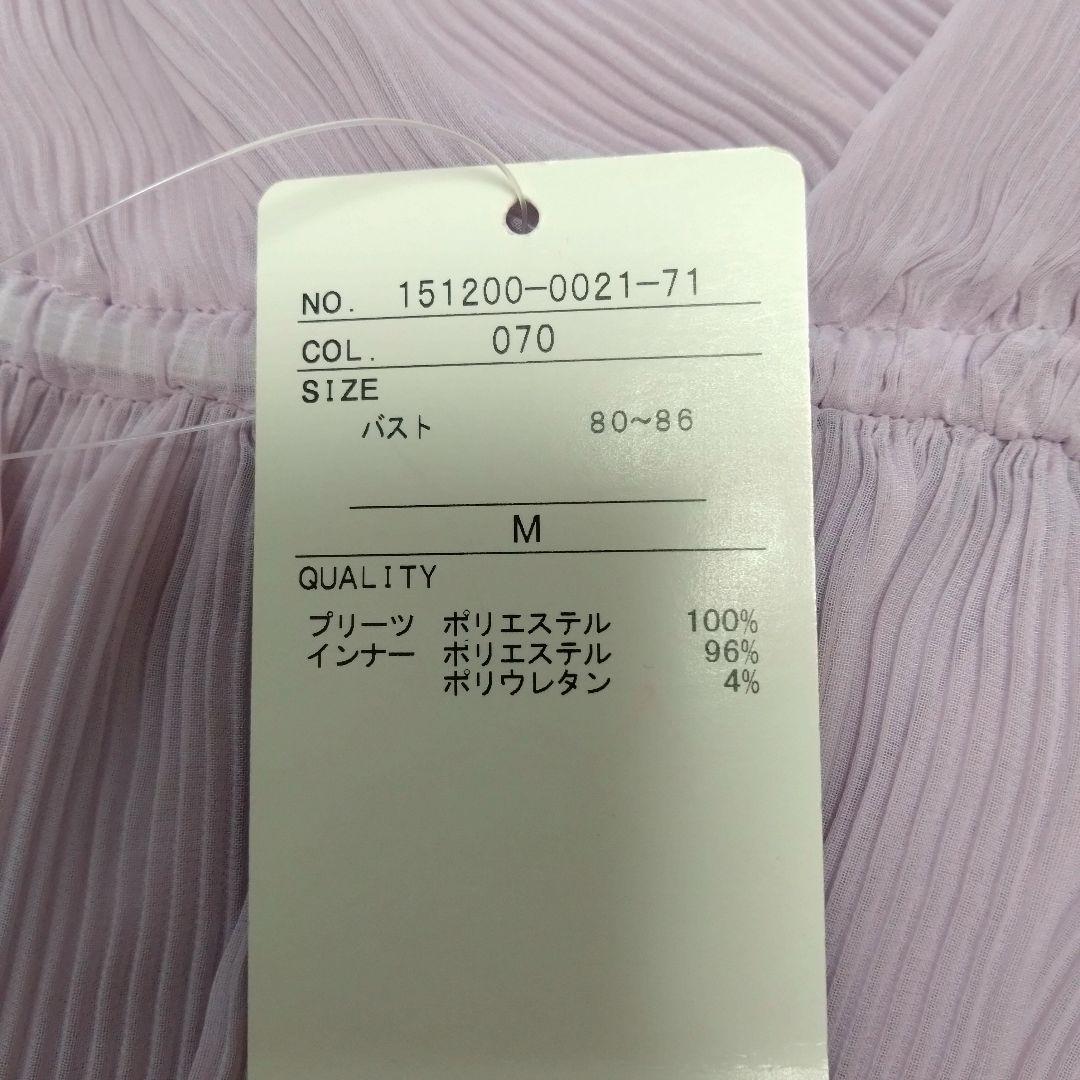 NO. 151200-0021-71
COL. 070
SIZE
バスト 80~86
M
QUALITY
プリーツ ポリエステル 100%
インナー ポリエステル 96%
ポリウレタン 4%